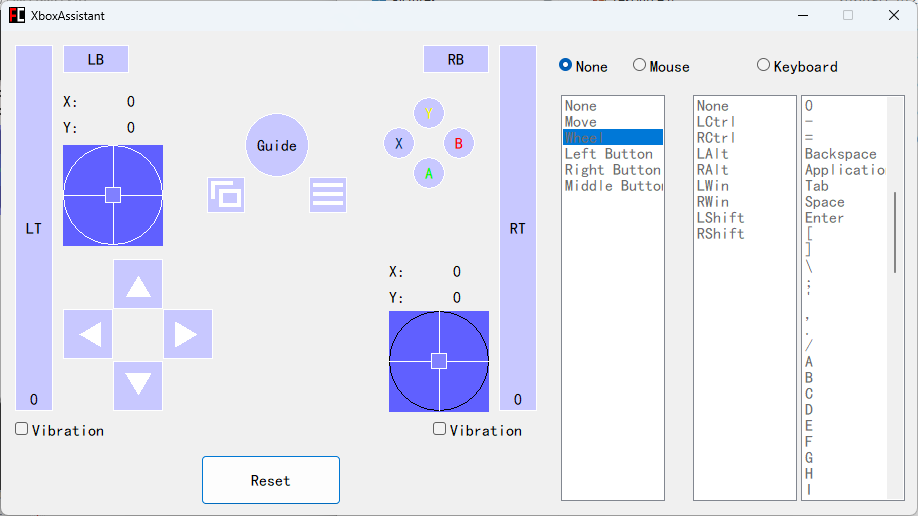 FC XboxAssistant
LB
RB
None
Mouse
Keyboard
X: 0
Y: 0
Guide
Y
X
B
A
LT
RT
X: 0
Y: 0
0
0
Vibration
Vibration
Reset
None
Move
Wheel
Left Button
Right Button
Middle Button
None
LCtrl
RCtrl
LAlt
RAlt
LWin
RWin
LShift
RShift
0
-
=
Backspace
Applicatio
Tab
Space
Enter
[
]
\
;
'
,
.
/
A
B
C
D
E
F
G
H
I